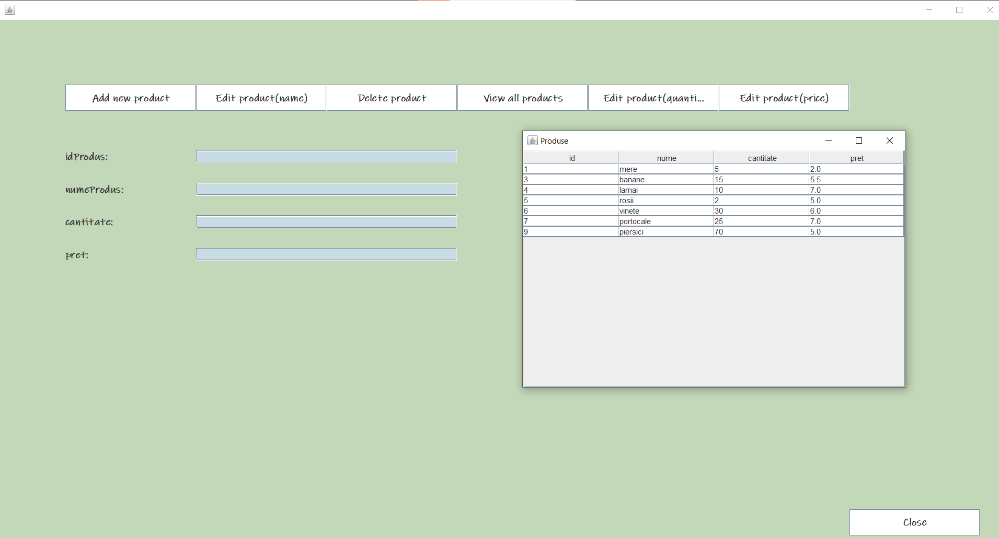 Add new product Edit product(name) Delete product View all products Edit product(quanti... Edit product(price)
idProdus:
numeProdus:
cantitate:
pret:
Produse
id nume cantitate pret
1 mere 5 2.0
3 banane 15 5.5
4 lamai 10 7.0
5 rosii 2 5.0
6 vinete 30 6.0
7 portocale 25 7.0
9 piersici 70 5.0
Close